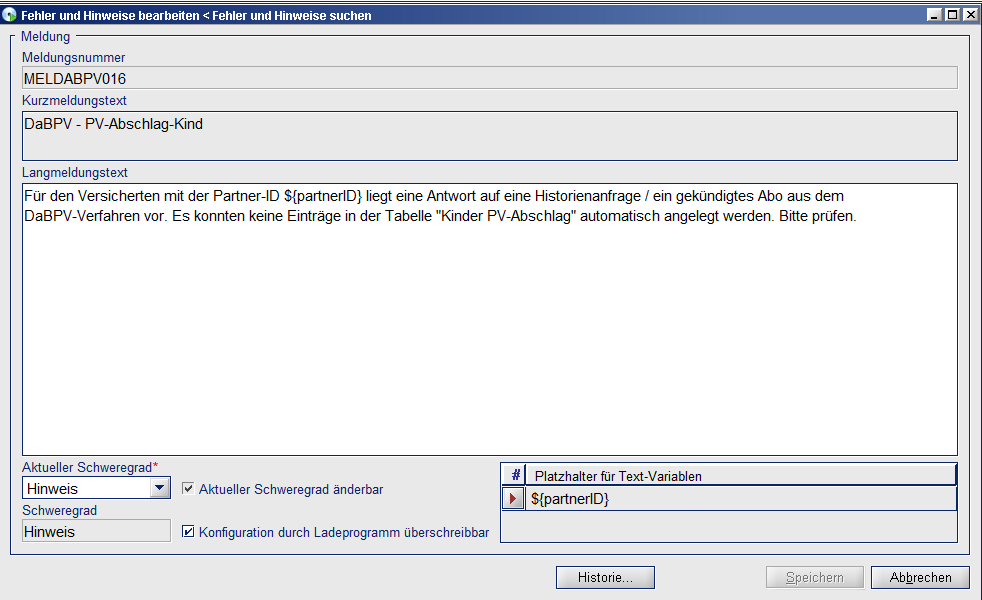 Fehler und Hinweise bearbeiten < Fehler und Hinweise suchen
Meldung
Meldungsnummer
MELDABPV016
Kurzmeldungstext
DaBPV - PV-Abschlag-Kind
Langmeldungstext
Für den Versicherten mit der Partner-ID ${partnerID} liegt eine Antwort auf eine Historienanfrage / ein gekündigtes Abo aus dem
DaBPV-Verfahren vor. Es konnten keine Einträge in der Tabelle "Kinder PV-Abschlag" automatisch angelegt werden. Bitte prüfen.
Aktueller Schweregrad*
Hinweis
Aktueller Schweregrad änderbar
Schweregrad
Hinweis
Konfiguration durch Ladeprogramm überschreibbar
# Platzhalter für Text-Variablen
${partnerID}
Historie...
Speichern
Abbrechen